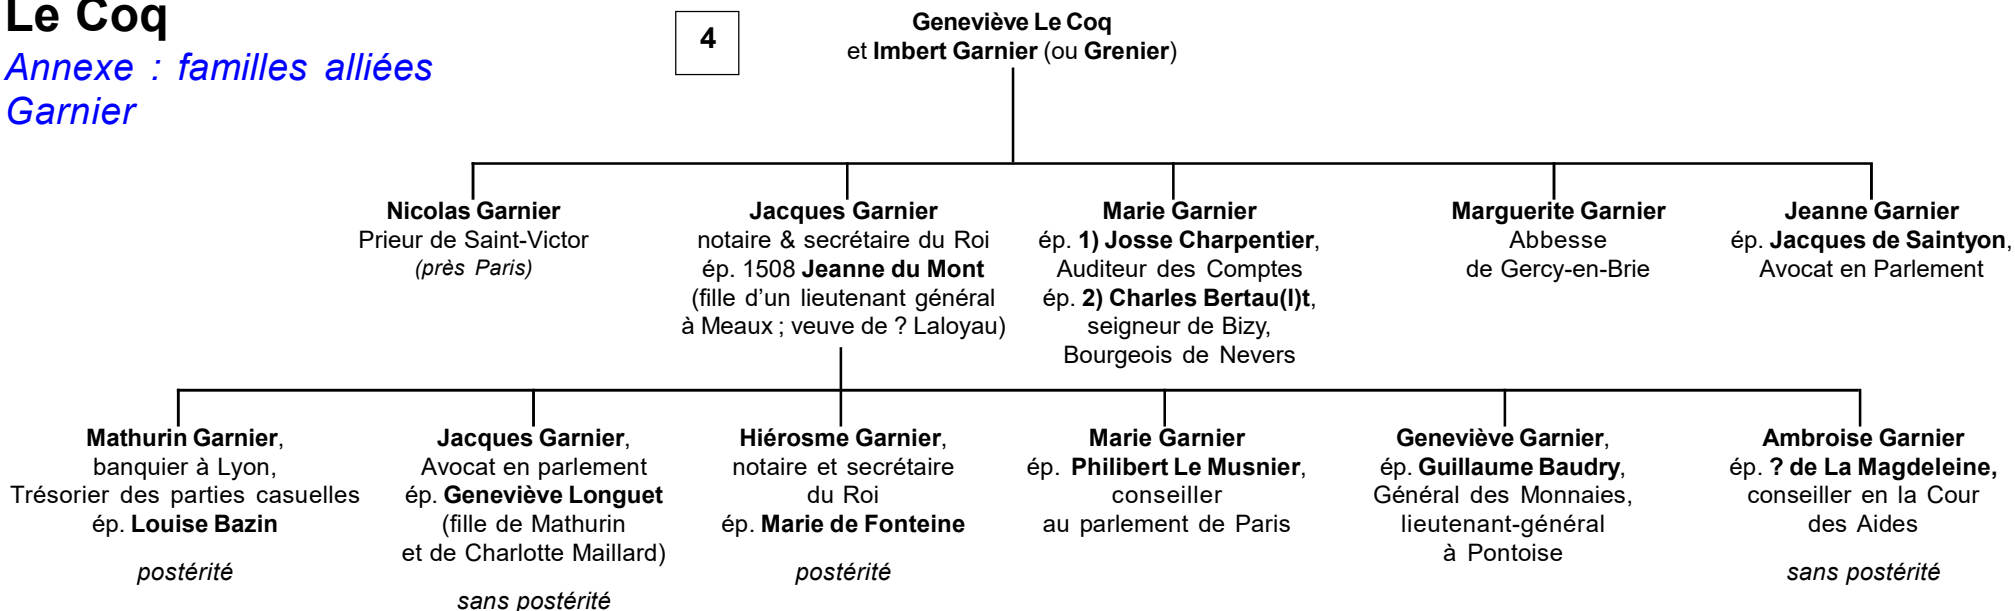 Le Coq
Annexe : familles alliées
Garnier
4
Geneviève Le Coq
et Imbert Garnier (ou Grenier)
Nicolas Garnier
Prieur de Saint-Victor
(près Paris)
Jacques Garnier
notaire & secrétaire du Roi
ép. 1508 Jeanne du Mont
(fille d’un lieutenant général
à Meaux ; veuve de ? Laloyau)
Marie Garnier
ép. 1) Josse Charpentier,
Auditeur des Comptes
ép. 2) Charles Bertau(l)t,
seigneur de Bizy,
Bourgeois de Nevers
Marguerite Garnier
Abbesse
de Gercy-en-Brie
Jeanne Garnier
ép. Jacques de Saintyon,
Avocat en Parlement
Mathurin Garnier,
banquier à Lyon,
Trésorier des parties casuelles
ép. Louise Bazin
postérité
Jacques Garnier,
Avocat en parlement
ép. Geneviève Longuet
(fille de Mathurin
et de Charlotte Maillard)
sans postérité
Hiérosme Garnier,
notaire et secrétaire
du Roi
ép. Marie de Fonteine
postérité
Marie Garnier
ép. Philibert Le Musnier,
conseiller
au parlement de Paris
Geneviève Garnier,
ép. Guillaume Baudry,
Général des Monnaies,
lieutenant-général
à Pontoise
Ambroise Garnier
ép. ? de La Magdeleine,
conseiller en la Cour
des Aides
sans postérité